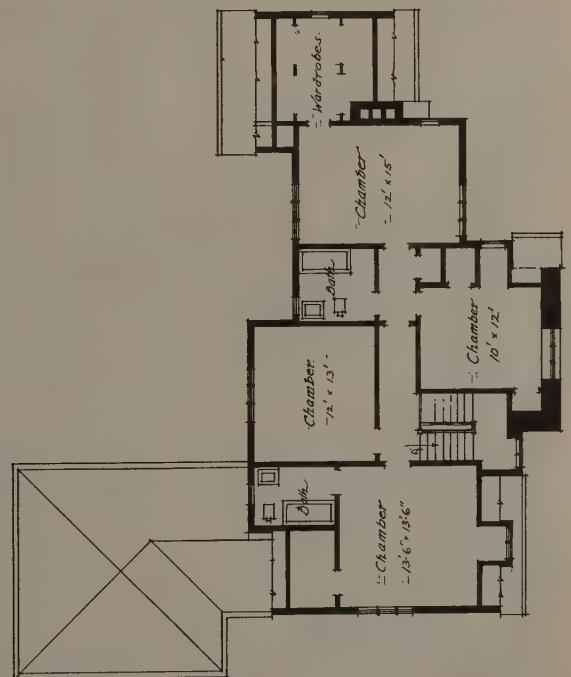 Wardrobes.
Chamber
12' x 15'
Bath
Chamber
10' x 12'
Chamber.
12' x 13'
Bath
Chamber
13'-6" x 13'-6"